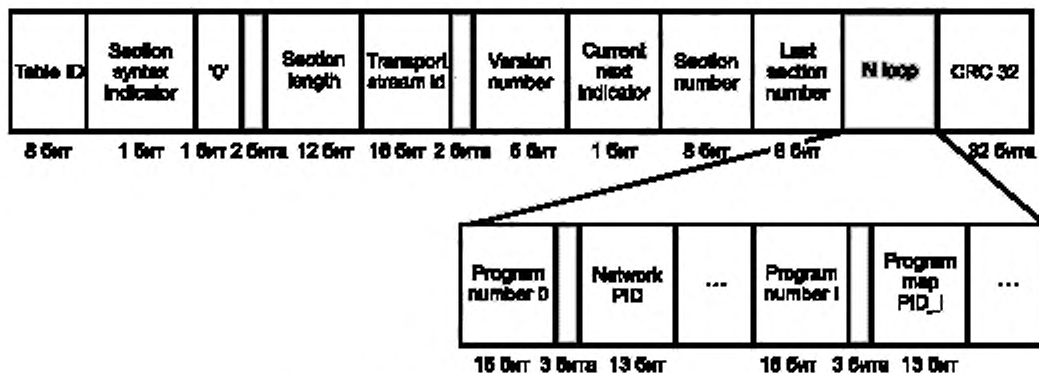 Table ID
Section
syntax
indicator
'0'
Section
length
Transport
stream id
Version
number
Current
next
indicator
Section
number
Last
section
number
N loop
CRC 32
8 бит 1 бит 1 бит 2 бита 12 бит 16 бит 2 бита 5 бит 1 бит 8 бит 8 бит 32 бита
Program
number 0
Network
PID
...
Program
number i
Program
map
PID_i
...
16 бит 3 бита 13 бит 16 бит 3 бита 13 бит